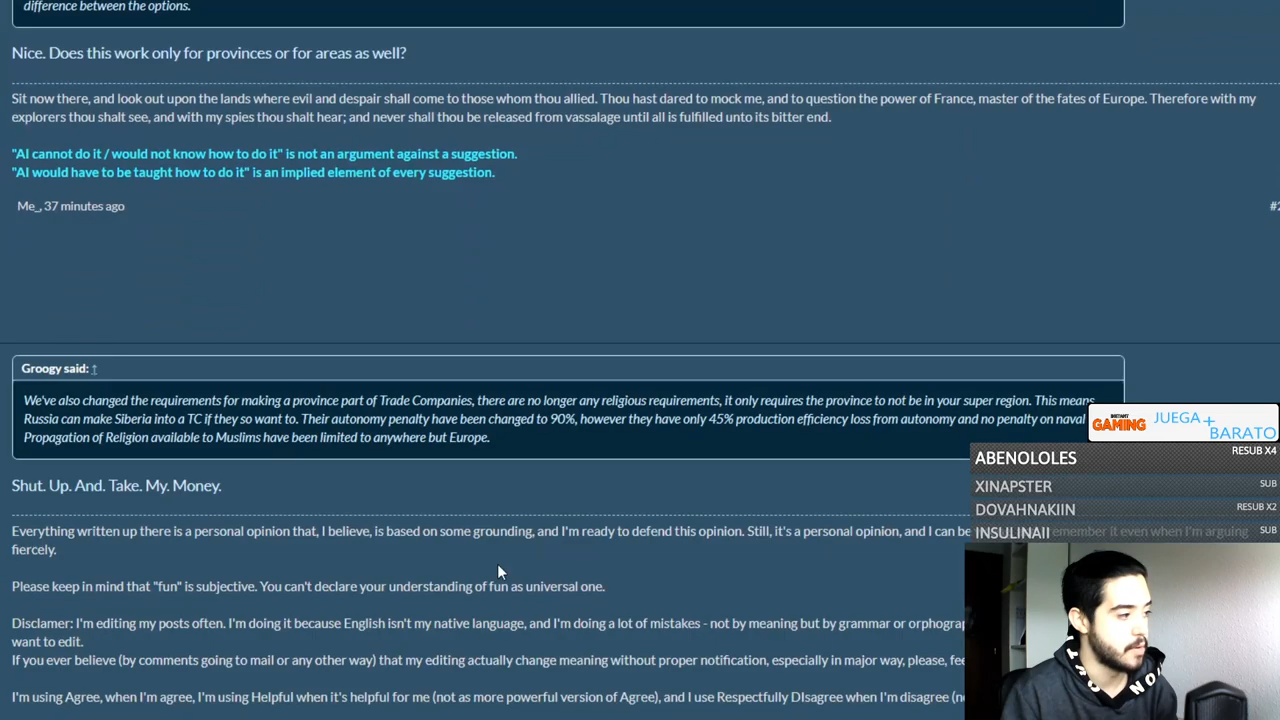 difference between the options.
Nice. Does this work only for provinces or for areas as well?
Sit now there, and look out upon the lands where evil and despair shall come to those whom thou allied. Thou hast dared to mock me, and to question the power of France, master of the fates of Europe. Therefore with my
explorers thou shalt see, and with my spies thou shalt hear; and never shall thou be released from vassalage until all is fulfilled unto its bitter end.
"AI cannot do it / would not know how to do it" is not an argument against a suggestion.
"AI would have to be taught how to do it" is an implied element of every suggestion.
Me_, 37 minutes ago
#2
Groogy said: ↑
We've also changed the requirements for making a province part of Trade Companies, there are no longer any religious requirements, it only requires the province to not be in your super region. This means
Russia can make Siberia into a TC if they so want to. Their autonomy penalty have been changed to 90%, however they have only 45% production efficiency loss from autonomy and no penalty on naval
Propagation of Religion available to Muslims have been limited to anywhere but Europe.
INSTANT GAMING
JUEGA+
BARATO
ABENOLOLES RESUB X4
XINAPSTER SUB
DOVAHNAKIIN RESUB X2
INSULINAII SUB
Shut. Up. And. Take. My. Money.
Everything written up there is a personal opinion that, I believe, is based on some grounding, and I'm ready to defend this opinion. Still, it's a personal opinion, and I can be remember it even when I'm arguing
fiercely.
Please keep in mind that "fun" is subjective. You can't declare your understanding of fun as universal one.
Disclamer: I'm editing my posts often. I'm doing it because English isn't my native language, and I'm doing a lot of mistakes - not by meaning but by grammar or orphograp
want to edit.
If you ever believe (by comments going to mail or any other way) that my editing actually change meaning without proper notification, especially in major way, please, fee
I'm using Agree, when I'm agree, I'm using Helpful when it's helpful for me (not as more powerful version of Agree), and I use Respectfully DIsagree when I'm disagree (no